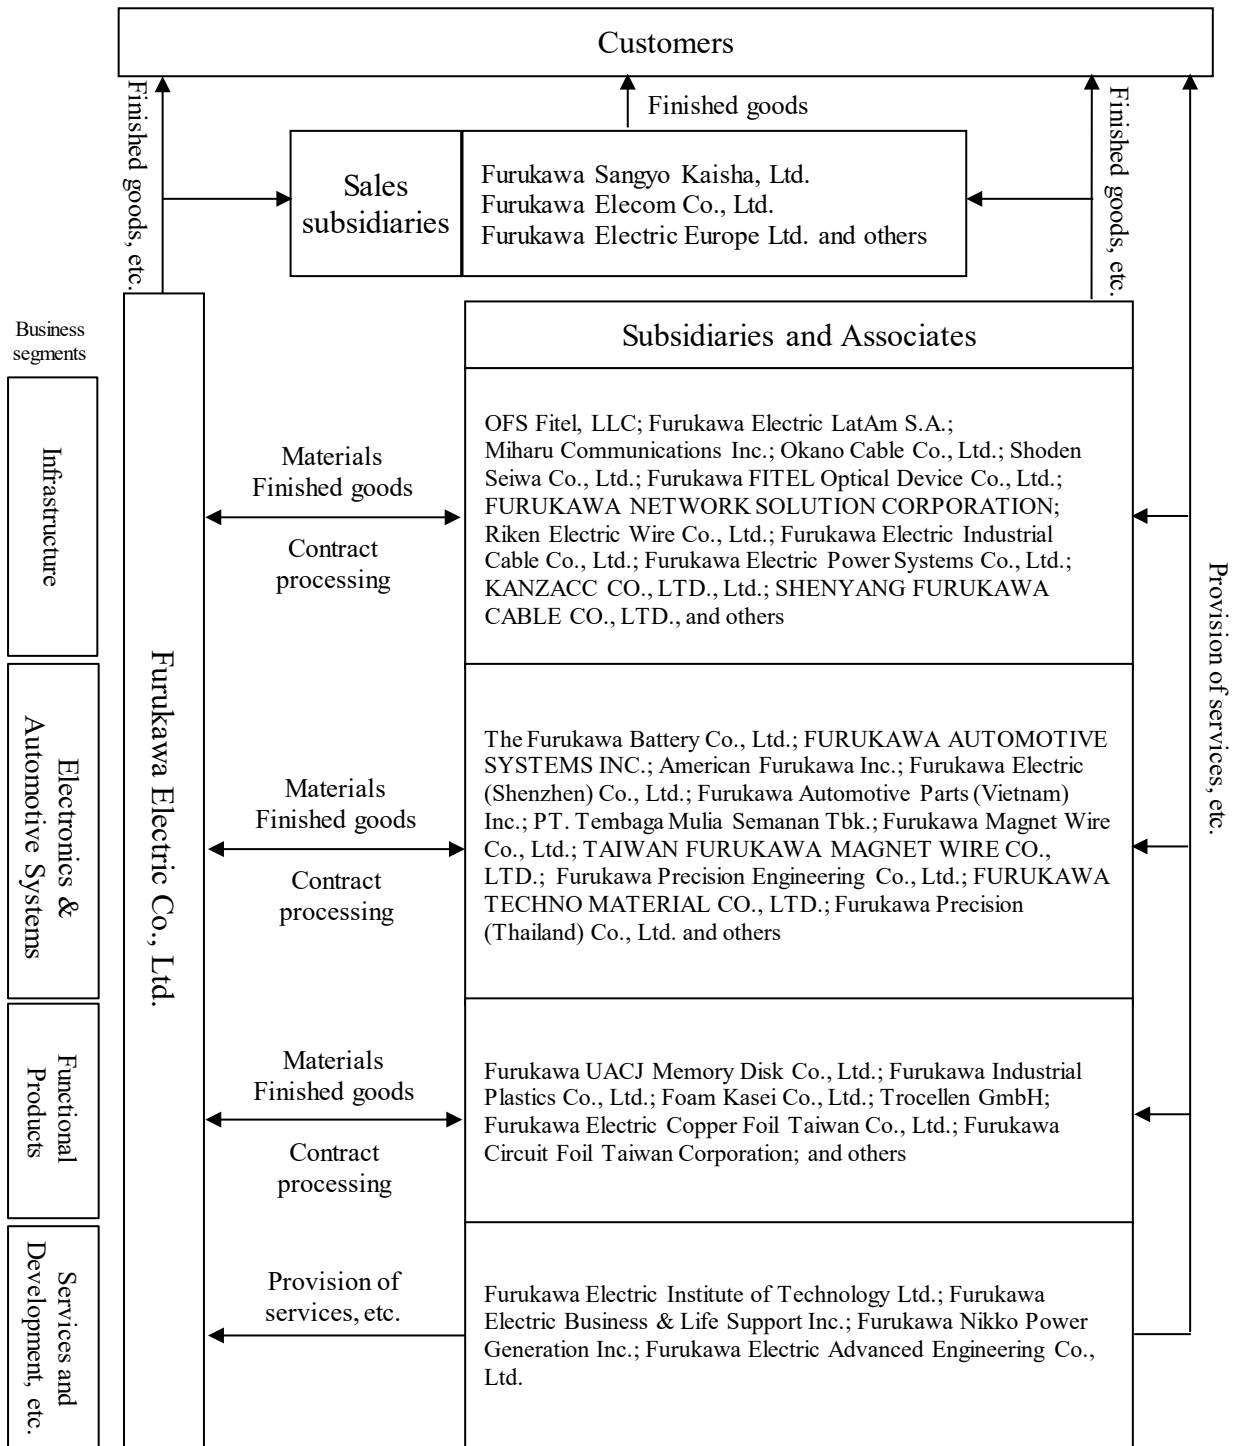 Customers
Finished goods, etc.
Finished goods
Finished goods, etc.
Sales
subsidiaries
Furukawa Sangyo Kaisha, Ltd.
Furukawa Elecom Co., Ltd.
Furukawa Electric Europe Ltd. and others
Business
segments
Subsidiaries and Associates
Furukawa Electric Co., Ltd.
Provision of services, etc.
Infrastructure
Materials
Finished goods
Contract
processing
OFS Fitel, LLC; Furukawa Electric LatAm S.A.;
Miharu Communications Inc.; Okano Cable Co., Ltd.; Shoden
Seiwa Co., Ltd.; Furukawa FITEL Optical Device Co., Ltd.;
FURUKAWA NETWORK SOLUTION CORPORATION;
Riken Electric Wire Co., Ltd.; Furukawa Electric Industrial
Cable Co., Ltd.; Furukawa Electric Power Systems Co., Ltd.;
KANZACC CO., LTD., Ltd.; SHENYANG FURUKAWA
CABLE CO., LTD., and others
Electronics &
Automotive Systems
Materials
Finished goods
Contract
processing
The Furukawa Battery Co., Ltd.; FURUKAWA AUTOMOTIVE
SYSTEMS INC.; American Furukawa Inc.; Furukawa Electric
(Shenzhen) Co., Ltd.; Furukawa Automotive Parts (Vietnam)
Inc.; PT. Tembaga Mulia Semanan Tbk.; Furukawa Magnet Wire
Co., Ltd.; TAIWAN FURUKAWA MAGNET WIRE CO.,
LTD.; Furukawa Precision Engineering Co., Ltd.; FURUKAWA
TECHNO MATERIAL CO., LTD.; Furukawa Precision
(Thailand) Co., Ltd. and others
Functional
Products
Materials
Finished goods
Contract
processing
Furukawa UACJ Memory Disk Co., Ltd.; Furukawa Industrial
Plastics Co., Ltd.; Foam Kasei Co., Ltd.; Trocellen GmbH;
Furukawa Electric Copper Foil Taiwan Co., Ltd.; Furukawa
Circuit Foil Taiwan Corporation; and others
Services and
Development, etc.
Provision of
services, etc.
Furukawa Electric Institute of Technology Ltd.; Furukawa
Electric Business & Life Support Inc.; Furukawa Nikko Power
Generation Inc.; Furukawa Electric Advanced Engineering Co.,
Ltd.